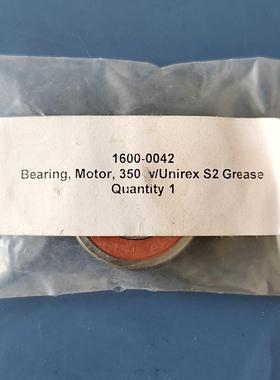 1600-0042
Bearing, Motor, 350 v/Unirex S2 Grease
Quantity 1